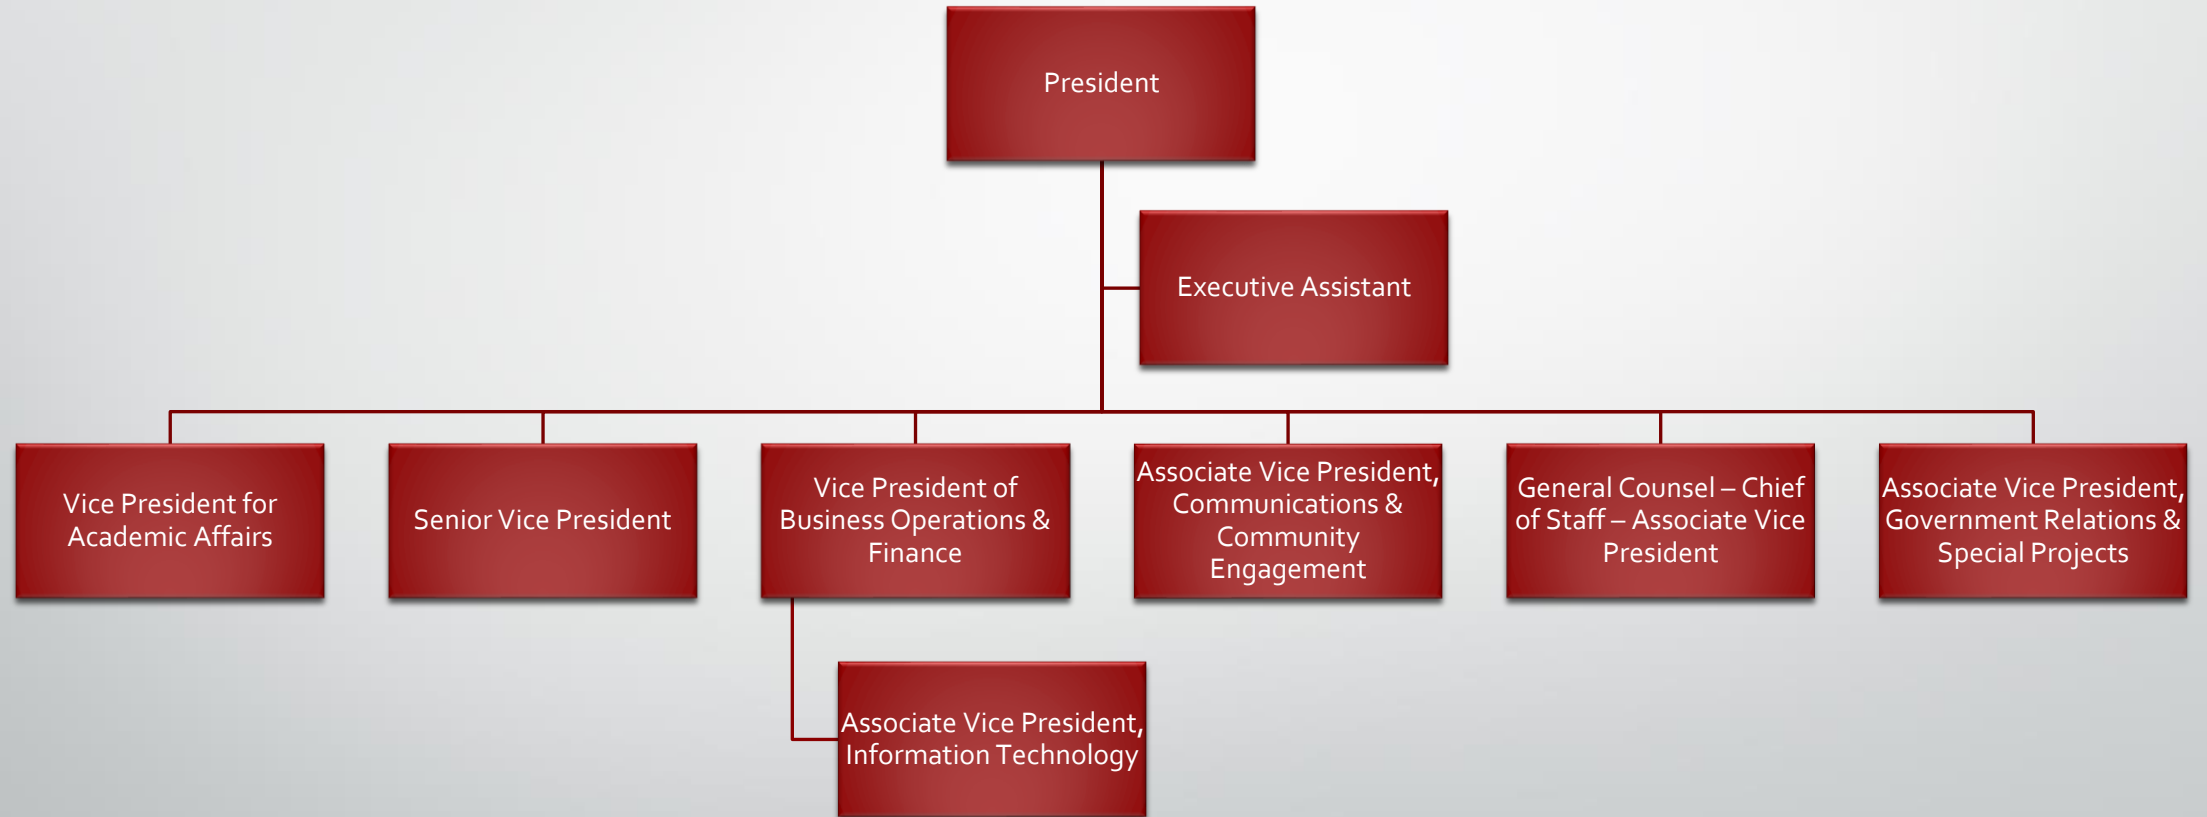 President
Executive Assistant
Vice President for
Academic Affairs
Senior Vice President
Vice President of
Business Operations &
Finance
Associate Vice President,
Communications &
Community
Engagement
General Counsel – Chief
of Staff – Associate Vice
President
Associate Vice President,
Government Relations &
Special Projects
Associate Vice President,
Information Technology